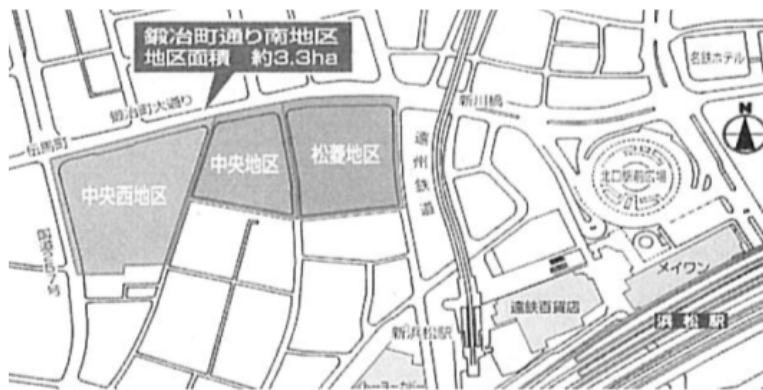 鍛冶町通り南地区
地区面積 約3.3ha
名鉄ホテル
新川橋
鍛冶町大通り
伝馬町
N
松菱地区
中央地区
中央西地区
遠州鉄道
北口駅前広場
メイワン
遠鉄百貨店
浜松駅
新浜松駅